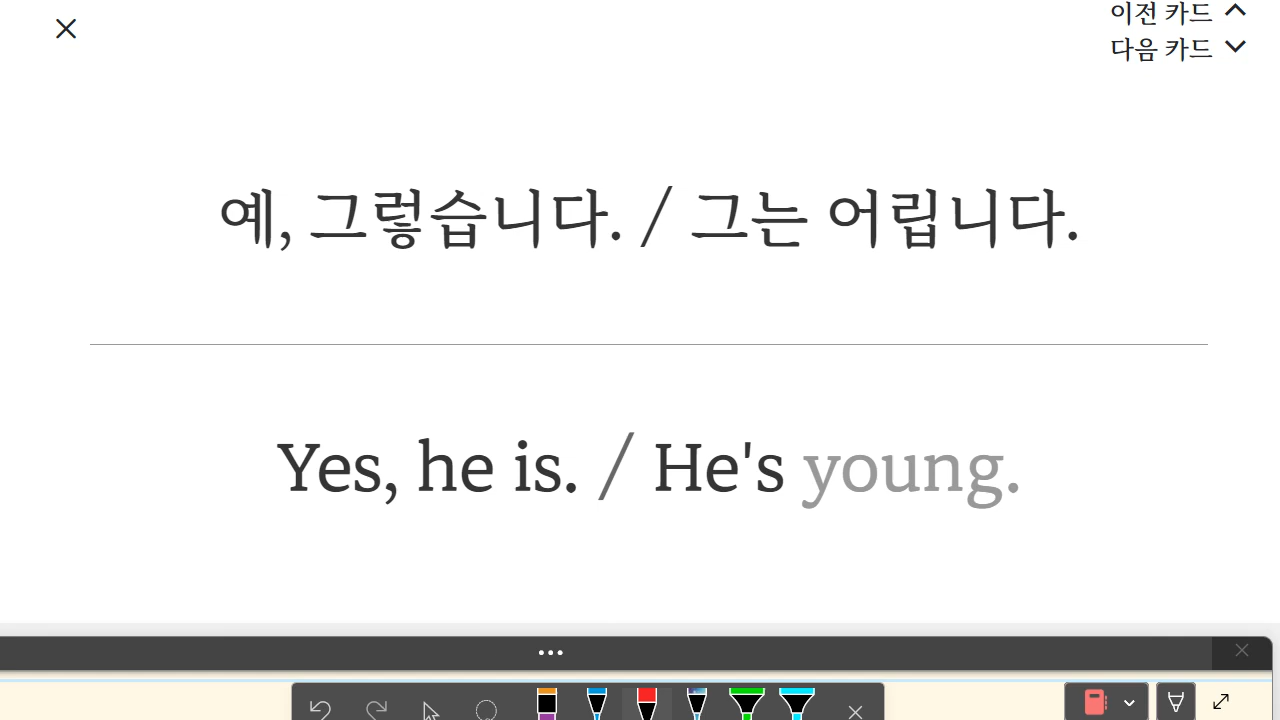 이전 카드
다음 카드
예, 그렇습니다. / 그는 어립니다.
Yes, he is. / He's young.